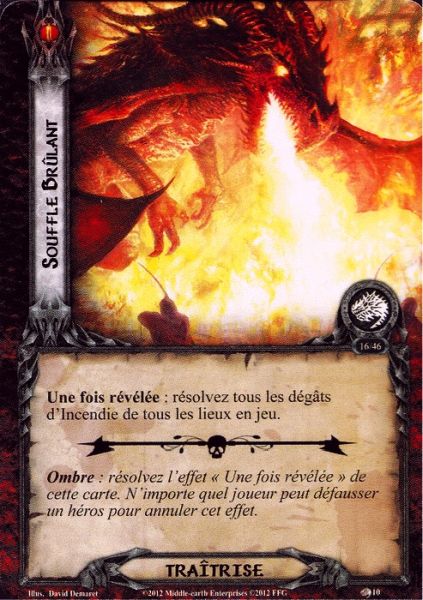 1
SOUFFLE BRÛLANT
16/46
Une fois révélée : résolvez tous les dégâts
d'Incendie de tous les lieux en jeu.
Ombre : résolvez l'effet « Une fois révélée » de
cette carte. N'importe quel joueur peut défausser
un héros pour annuler cet effet.
TRAÎTRISE
Illus. David Demaret
©2012 Middle-earth Enterprises ©2012 FFG
10